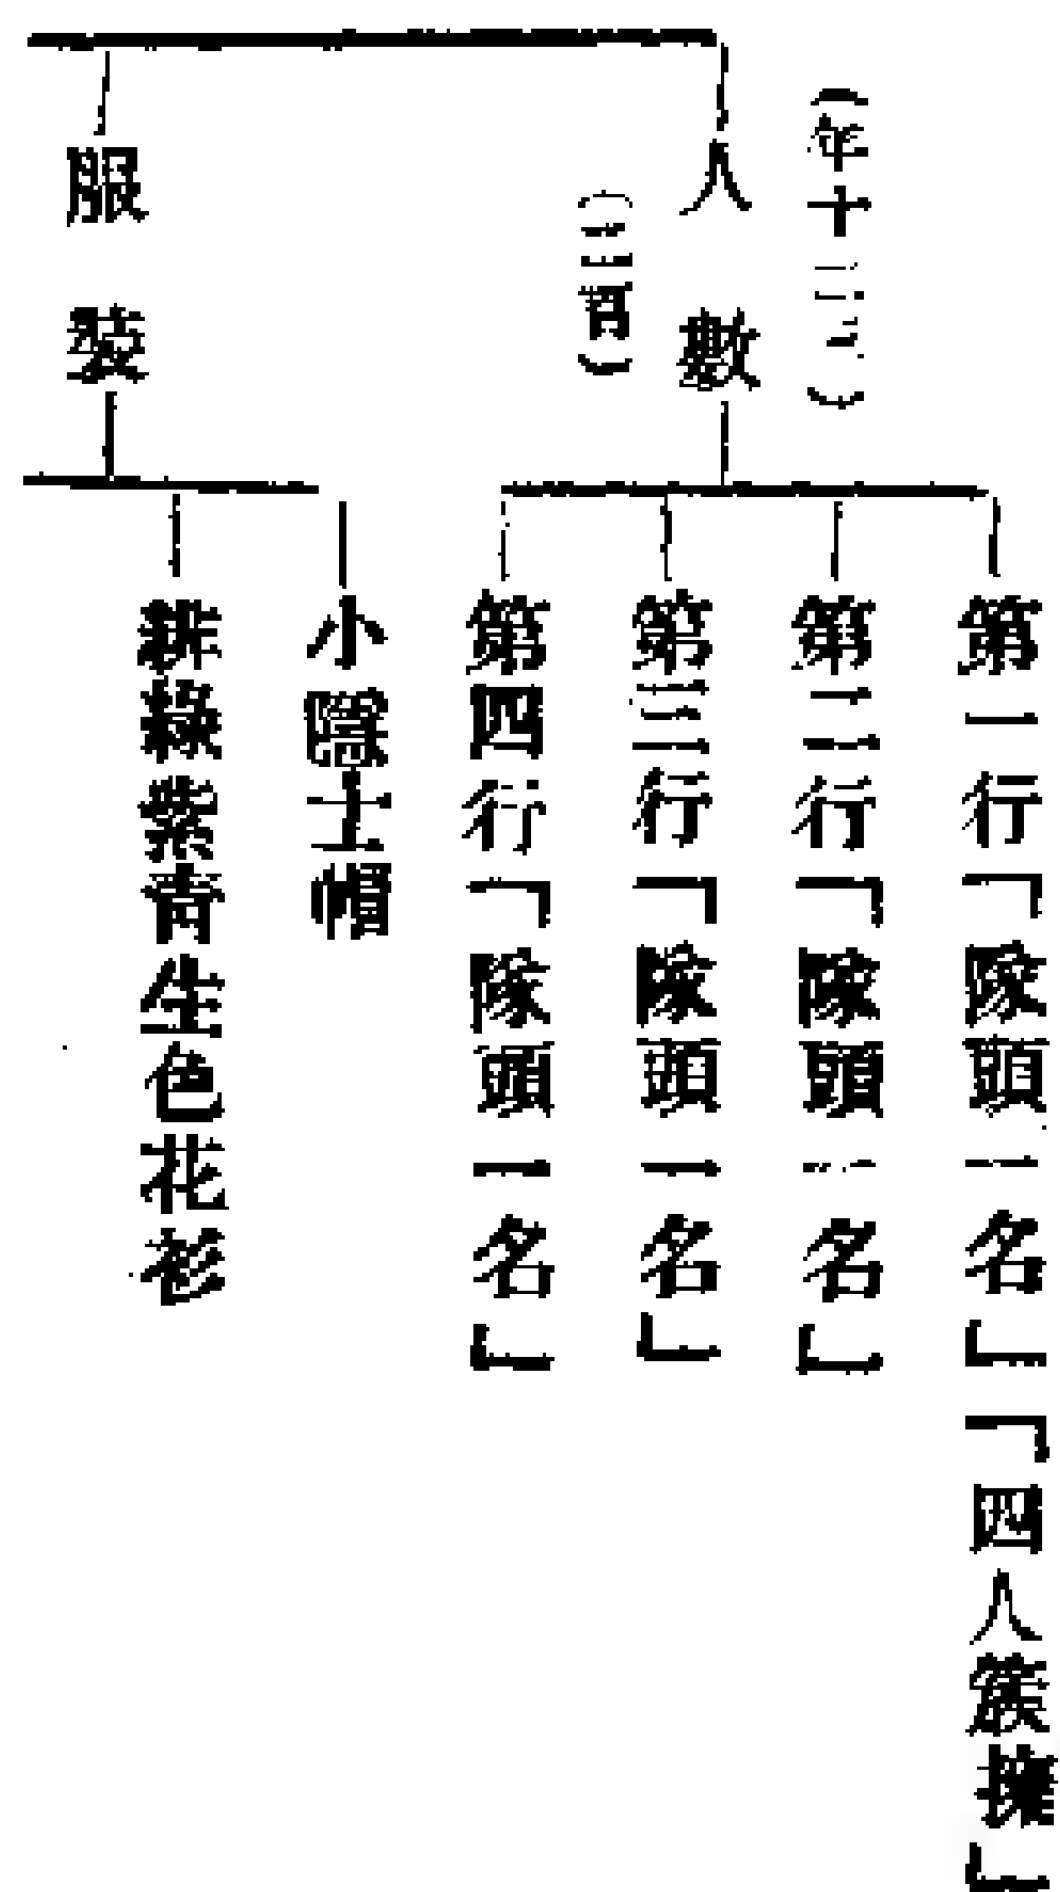 (年十二三)
人數
(二百)
第一行「隊頭一名」「四人簇擁」
第二行「隊頭一名」
第三行「隊頭一名」
第四行「隊頭一名」
服裝
小隱士帽
緋綠紫青生色花衫